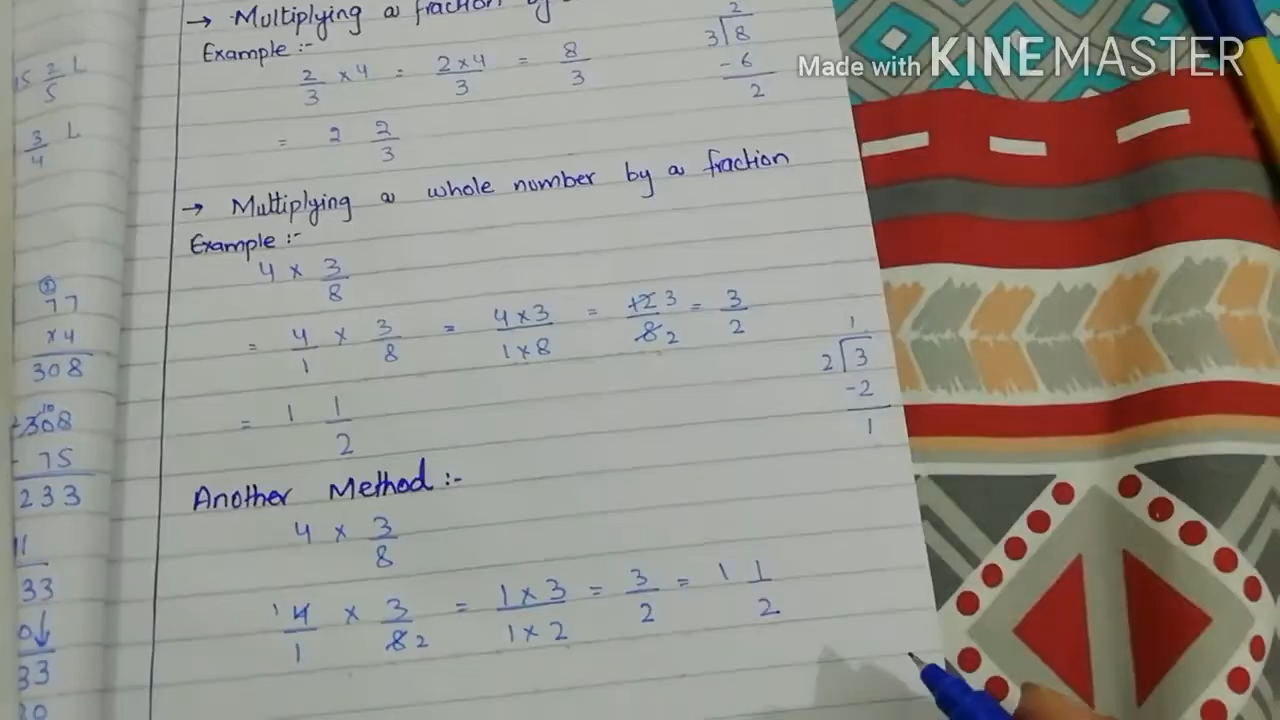 → Multiplying a fraction by
Example :-
2/3 × 4 = 2×4/3 = 8/3
= 2 2/3
2
3 8
- 6
2
Made with KINEMASTER
→ Multiplying a whole number by a fraction
Example :-
4 × 3/8
= 4/1 × 3/8 = 4×3/1×8 = 12 3/8 2 = 3/2
= 1 1/2
1
2 3
-2
1
Another Method :-
4 × 3/8
1 4/1 × 3/8 2 = 1×3/1×2 = 3/2 = 1 1/2
15 2/5 L
3/4 L
77
×4
308
308
- 75
233
33
33